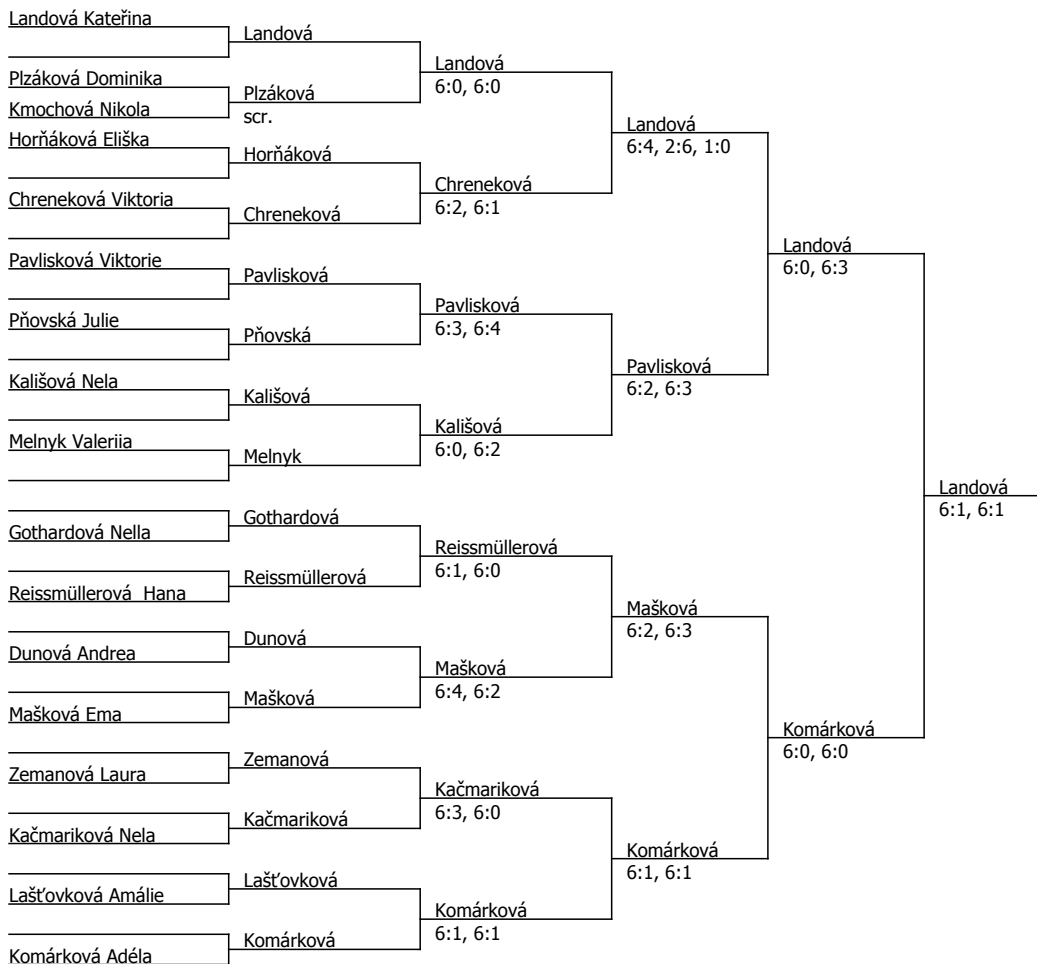 Landová Kateřina
Plzáková Dominika
Kmochová Nikola
Horňáková Eliška
Chreneková Viktoria
Pavlisková Viktorie
Pňovská Julie
Kališová Nela
Melnyk Valeriia
Gothardová Nella
Reissmüllerová  Hana
Dunová Andrea
Mašková Ema
Zemanová Laura
Kačmariková Nela
Lašťovková Amálie
Komárková Adéla
Landová
Plzáková
scr.
Horňáková
Chreneková
Pavlisková
Pňovská
Kališová
Melnyk
Gothardová
Reissmüllerová
Dunová
Mašková
Zemanová
Kačmariková
Lašťovková
Komárková
Landová
6:0, 6:0
Chreneková
6:2, 6:1
Pavlisková
6:3, 6:4
Kališová
6:0, 6:2
Reissmüllerová
6:1, 6:0
Mašková
6:4, 6:2
Kačmariková
6:3, 6:0
Komárková
6:1, 6:1
Landová
6:4, 2:6, 1:0
Pavlisková
6:2, 6:3
Mašková
6:2, 6:3
Komárková
6:1, 6:1
Landová
6:0, 6:3
Komárková
6:0, 6:0
Landová
6:1, 6:1